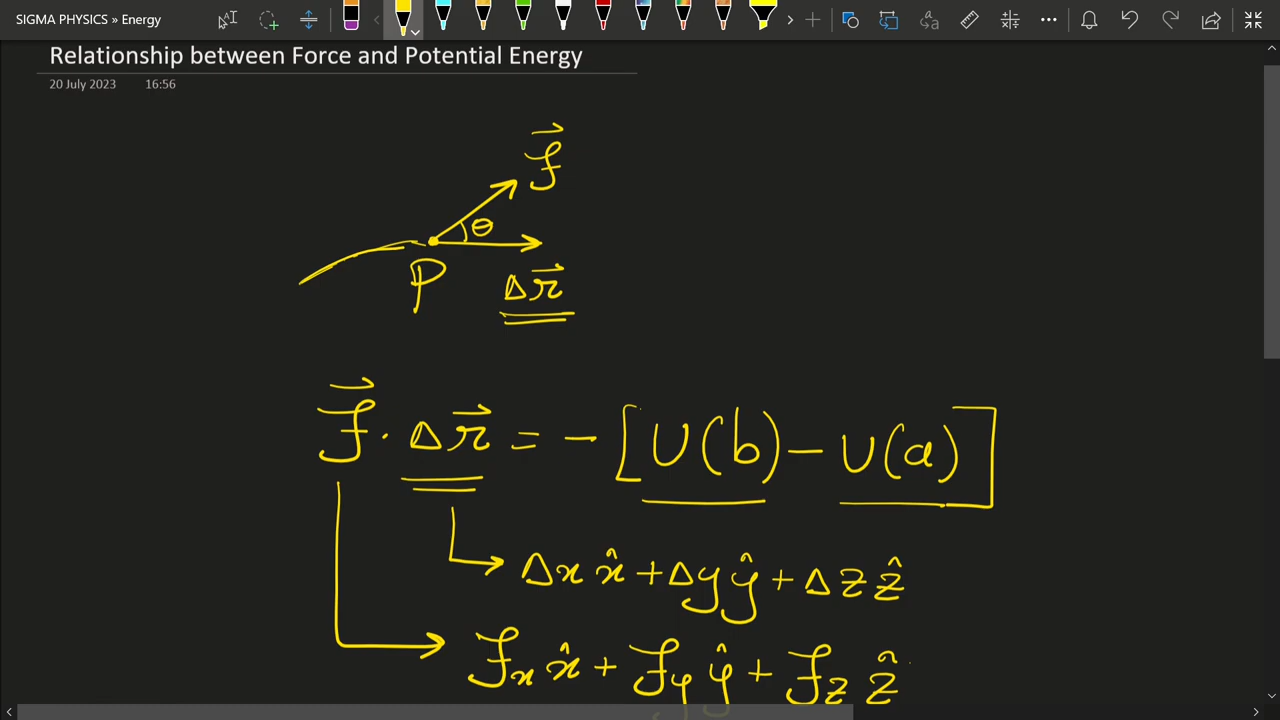 SIGMA PHYSICS » Energy
Relationship between Force and Potential Energy
20 July 2023 16:56
f⃗
θ
P
Δr⃗
f⃗ · Δr⃗ = - [U(b) - U(a)]
Δx x̂ + Δy ŷ + Δz ẑ
fx x̂ + fy ŷ + fz ẑ